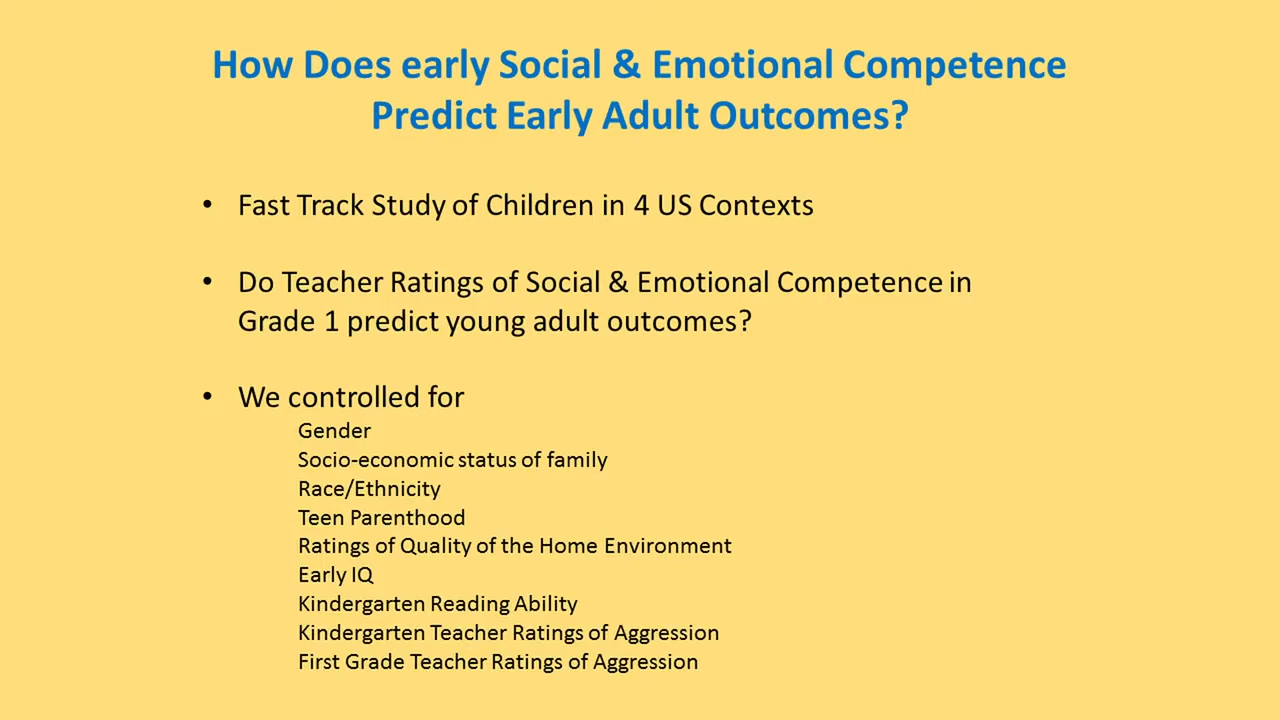 How Does early Social & Emotional Competence
Predict Early Adult Outcomes?
• Fast Track Study of Children in 4 US Contexts
• Do Teacher Ratings of Social & Emotional Competence in
Grade 1 predict young adult outcomes?
• We controlled for
Gender
Socio-economic status of family
Race/Ethnicity
Teen Parenthood
Ratings of Quality of the Home Environment
Early IQ
Kindergarten Reading Ability
Kindergarten Teacher Ratings of Aggression
First Grade Teacher Ratings of Aggression